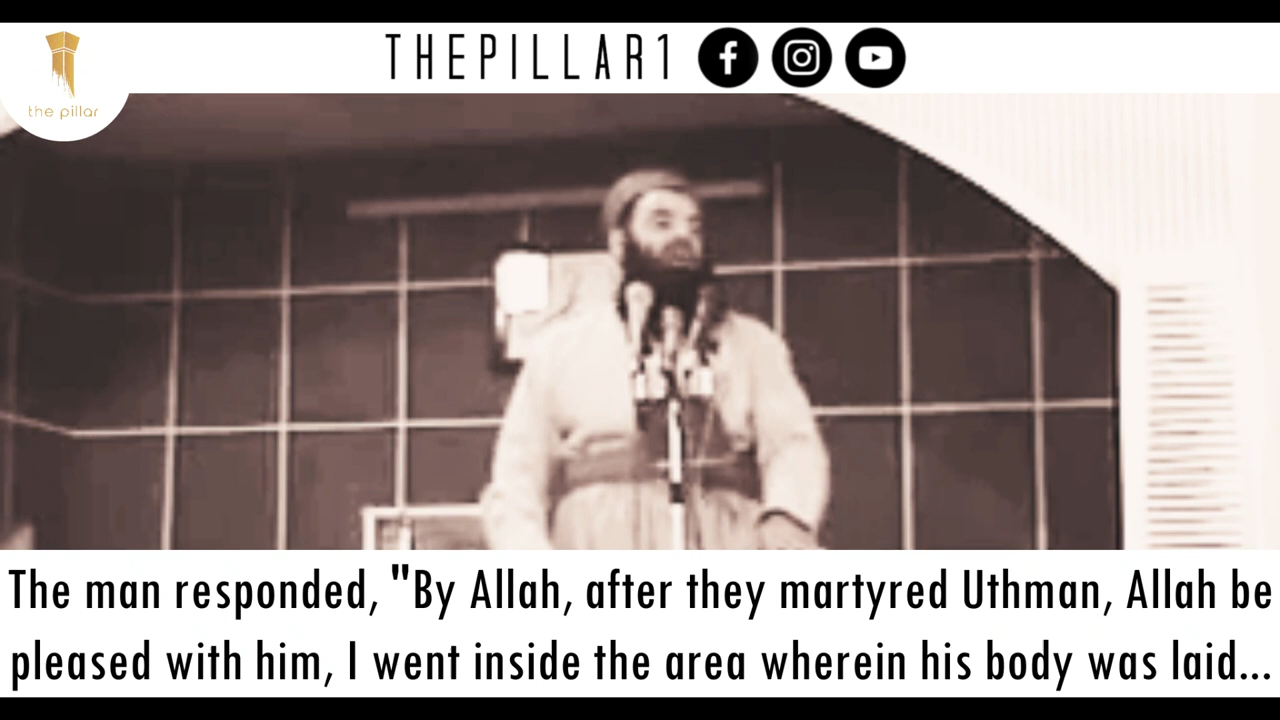 the pillar
THEPILLAR1
The man responded, "By Allah, after they martyred Uthman, Allah be
pleased with him, I went inside the area wherein his body was laid...